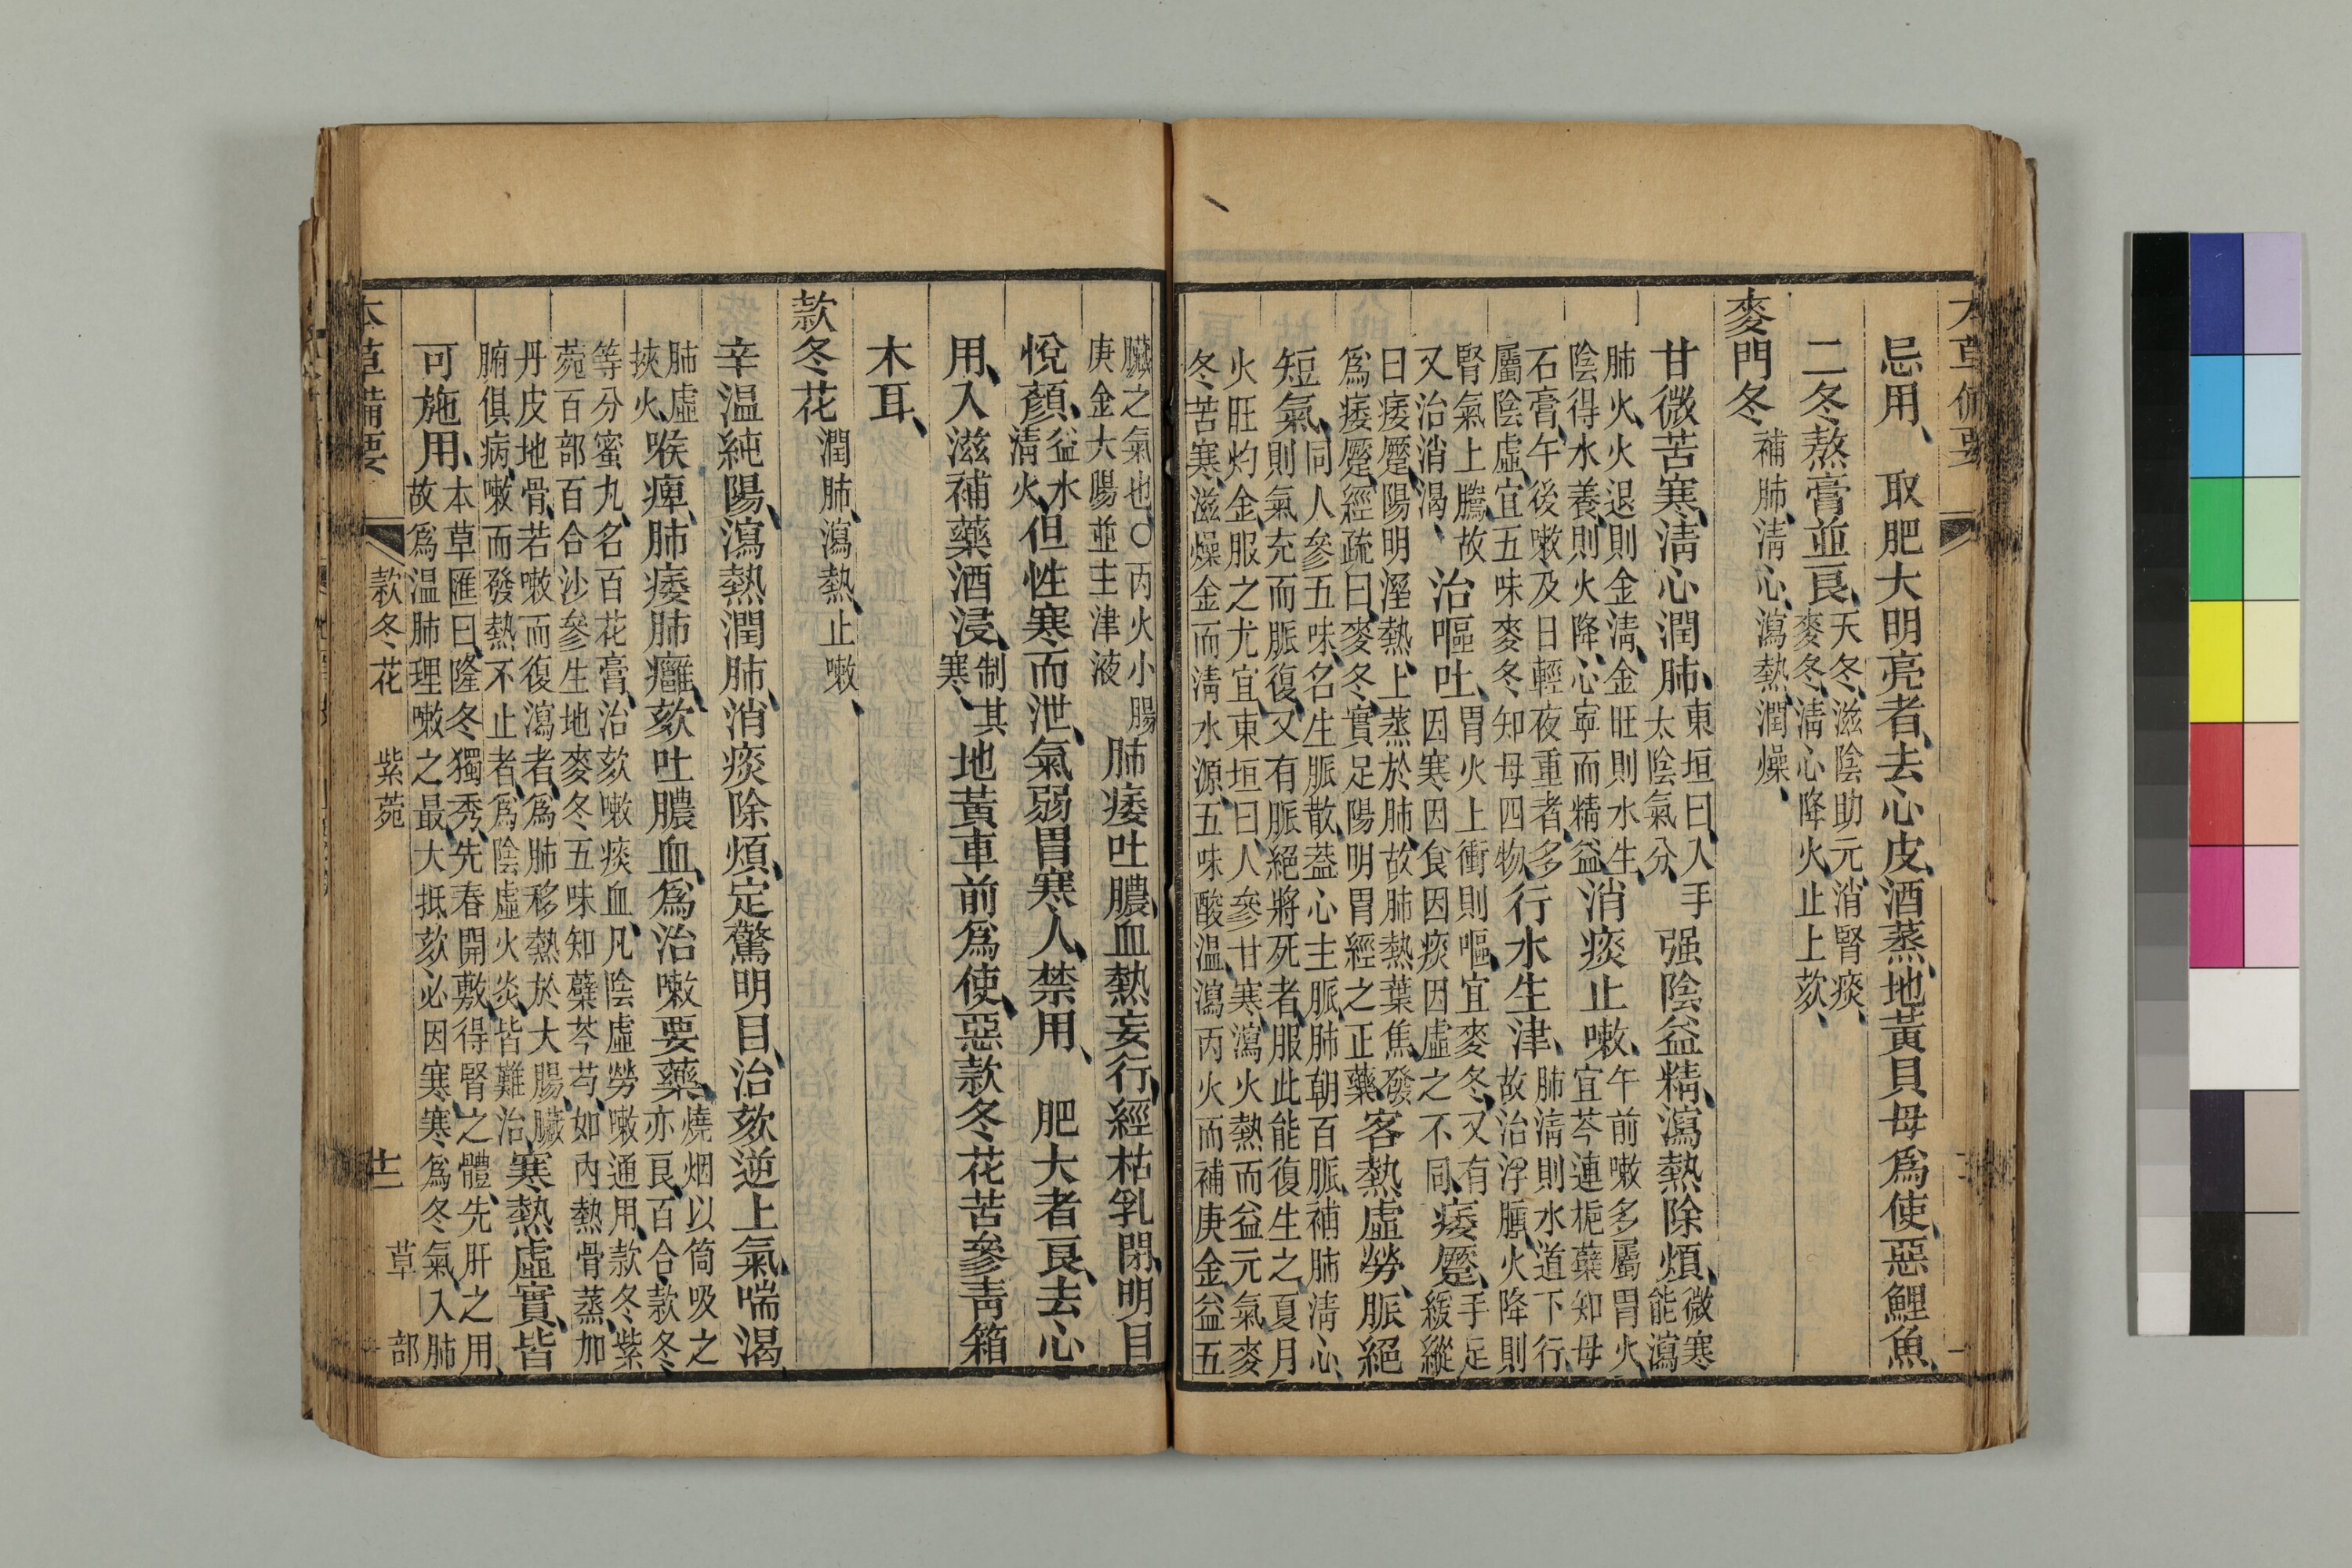 忌用、　取肥大明亮者、去心皮、酒蒸、地黃貝母爲使、惡鯉魚、
二冬熬膏並良、天冬、滋陰助元、消腎痰、
麥冬、清心降火、止上欬、
麥門冬、補肺、清心、瀉熱、潤燥、
甘微苦寒、清心潤肺、東垣曰、入手
太陰氣分　强陰益精、瀉熱除煩、微寒
能瀉
肺火、火退則金清、金旺則水生、
陰得水養、則火降、心寧而精益　消痰止嗽、午前嗽多屬胃火、
宜芩連梔蘗知母
石膏、午後嗽、及日輕夜重者、多
屬陰虛、宜五味麥冬、知母四物　行水生津、肺清則水道下行、
故治浮腫、火降則
腎氣上騰、故
又治消渴、　治嘔吐、胃火上衝則嘔、宜麥冬、又有
因寒因食因痰因虛之不同、　痿蹷、手足
緩縱
曰痿蹷、陽明溼熱上蒸於肺、故肺熱葉焦、發
爲痿蹷、經疏曰、麥冬、實足陽明胃經之正藥、　客熱虛勞、脈絕
短氣、同人參五味、名生脈散、葢心主脈、肺朝百脈、補肺清心、
則氣充而脈復、又有脈絕將死者、服此能復生之、夏月
火旺灼金、服之尤宜、東垣曰、人參甘寒、瀉火熱而益元氣、麥
冬、苦寒、滋燥金而清水源、五味酸温、瀉丙火而補庚金、益五
臟之氣也○丙火小腸
庚金大腸並主津液　肺痿吐膿、血熱妄行、經枯乳閉、明目
悅顏、益水
清火、但性寒而泄、氣弱胃寒人、禁用、　肥大者良、去心
用、入滋補藥酒浸、制其
寒、　地黃車前爲使、惡款冬花苦參青箱
木耳、
款冬花　潤肺、瀉熱、止嗽、
辛温純陽、瀉熱潤肺、消痰除煩、定驚明目、治欬逆上氣、喘渴、
肺虛
挾火、喉痺、肺痿肺癰、欬吐膿血、爲治嗽要藥、燒烟以筒吸之
亦良、百合款冬、
等分蜜丸、名百花膏、治欬嗽痰血、凡陰虛勞嗽通用、款冬、紫
菀百部百合沙參生地麥冬五味知蘗芩芍、如內熱骨蒸、加
丹皮地骨、若嗽而復瀉者、爲肺移熱於大腸、臟
腑俱病、嗽而發熱不止者、爲陰虛火炎、皆難治、　寒熱虛實、皆
可施用、本草匯曰、隆冬獨秀、先春開敷、得腎之體、先肝之用、
故爲温肺理嗽之最、大抵欬必因寒、寒爲冬氣、入肺
本草備要　款冬花　紫菀　十二　草部